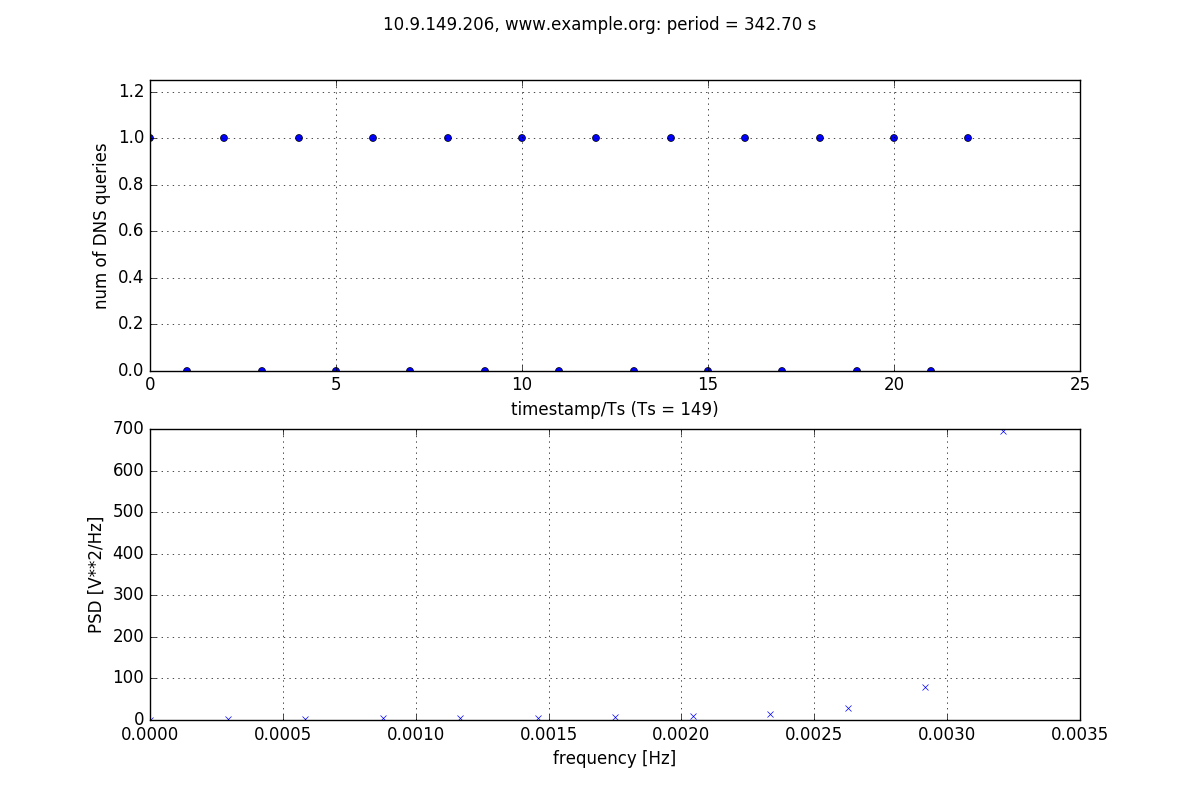 10.9.149.206, www.example.org: period = 342.70 s
1.2
1.0
0.8
0.6
0.4
0.2
0.0
num of DNS queries
0 5 10 15 20 25
timestamp/Ts (Ts = 149)
700
600
500
400
300
200
100
0
PSD [V**2/Hz]
0.0000 0.0005 0.0010 0.0015 0.0020 0.0025 0.0030 0.0035
frequency [Hz]